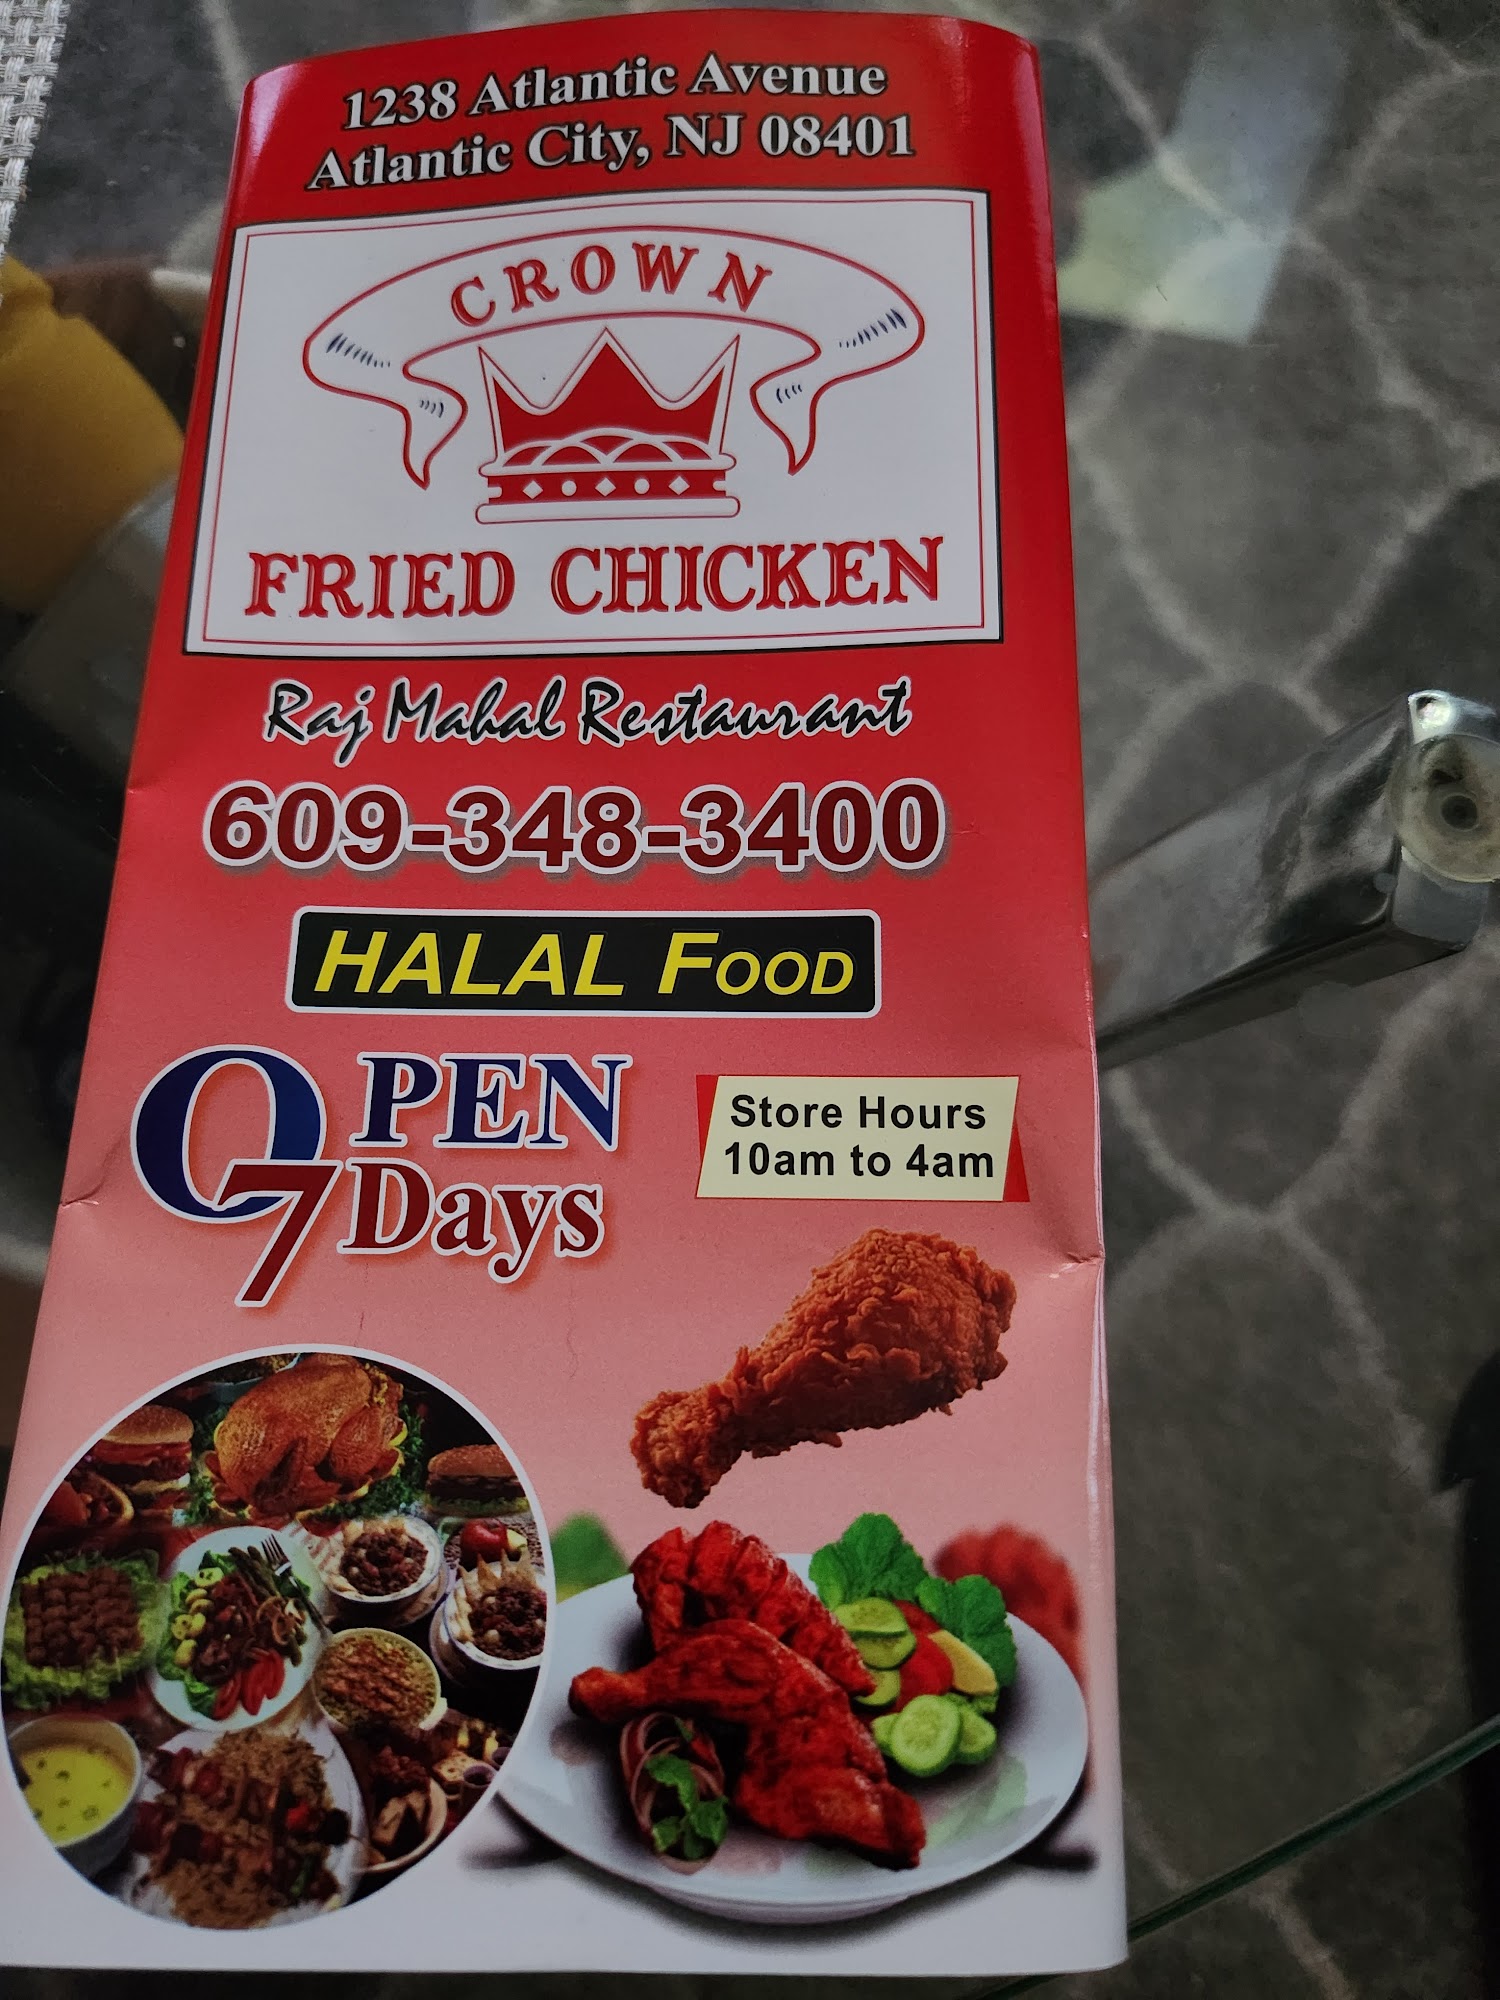 1238 Atlantic Avenue
Atlantic City, NJ 08401
CROWN
FRIED CHICKEN
Raj Mahal Restaurant
609-348-3400
HALAL FOOD
OPEN
7 Days
Store Hours
10am to 4am